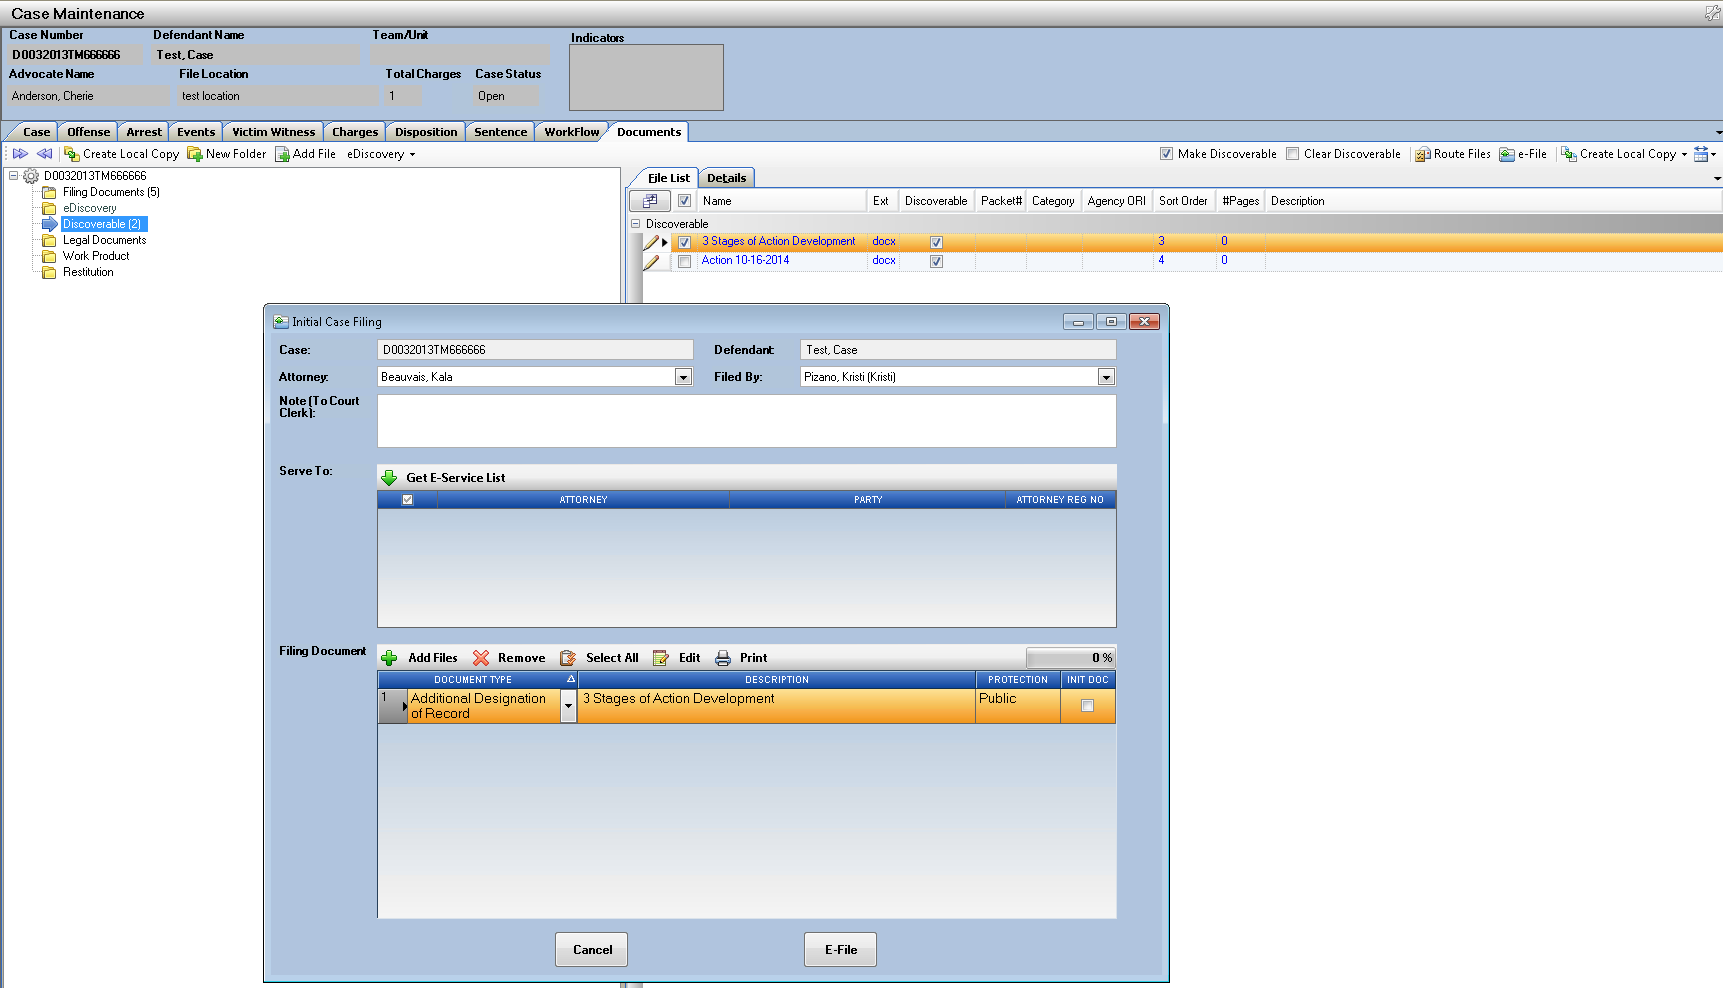 Case Maintenance
Case Number Defendant Name Team/Unit Indicators
D0032013TM666666 Test, Case
Advocate Name File Location Total Charges Case Status
Anderson, Cherie test location 1 Open
Case Offense Arrest Events Victim Witness Charges Disposition Sentence WorkFlow Documents
Create Local Copy New Folder Add File eDiscovery Make Discoverable Clear Discoverable Route Files e-File Create Local Copy
D0032013TM666666
Filing Documents (5)
eDiscovery
Discoverable (2)
Legal Documents
Work Product
Restitution
File List Details
Name Ext Discoverable Packet# Category Agency ORI Sort Order #Pages Description
Discoverable
3 Stages of Action Development docx 3 0
Action 10-16-2014 docx 4 0
Initial Case Filing
Case: D0032013TM666666 Defendant: Test, Case
Attorney: Beauvais, Kala Filed By: Pizano, Kristi (Kristi)
Note (To Court
Clerk):
Serve To: Get E-Service List
ATTORNEY PARTY ATTORNEY REG NO
Filing Document Add Files Remove Select All Edit Print 0 %
DOCUMENT TYPE DESCRIPTION PROTECTION INIT DOC
1 Additional Designation 3 Stages of Action Development Public
of Record
Cancel E-File